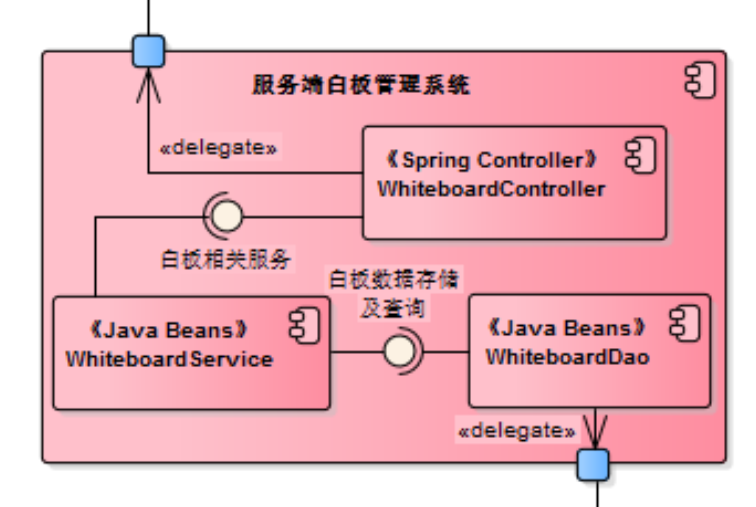 服务端白板管理系统
«delegate»
《Spring Controller》
WhiteboardController
白板相关服务
白板数据存储
及查询
《Java Beans》
WhiteboardService
《Java Beans》
WhiteboardDao
«delegate»